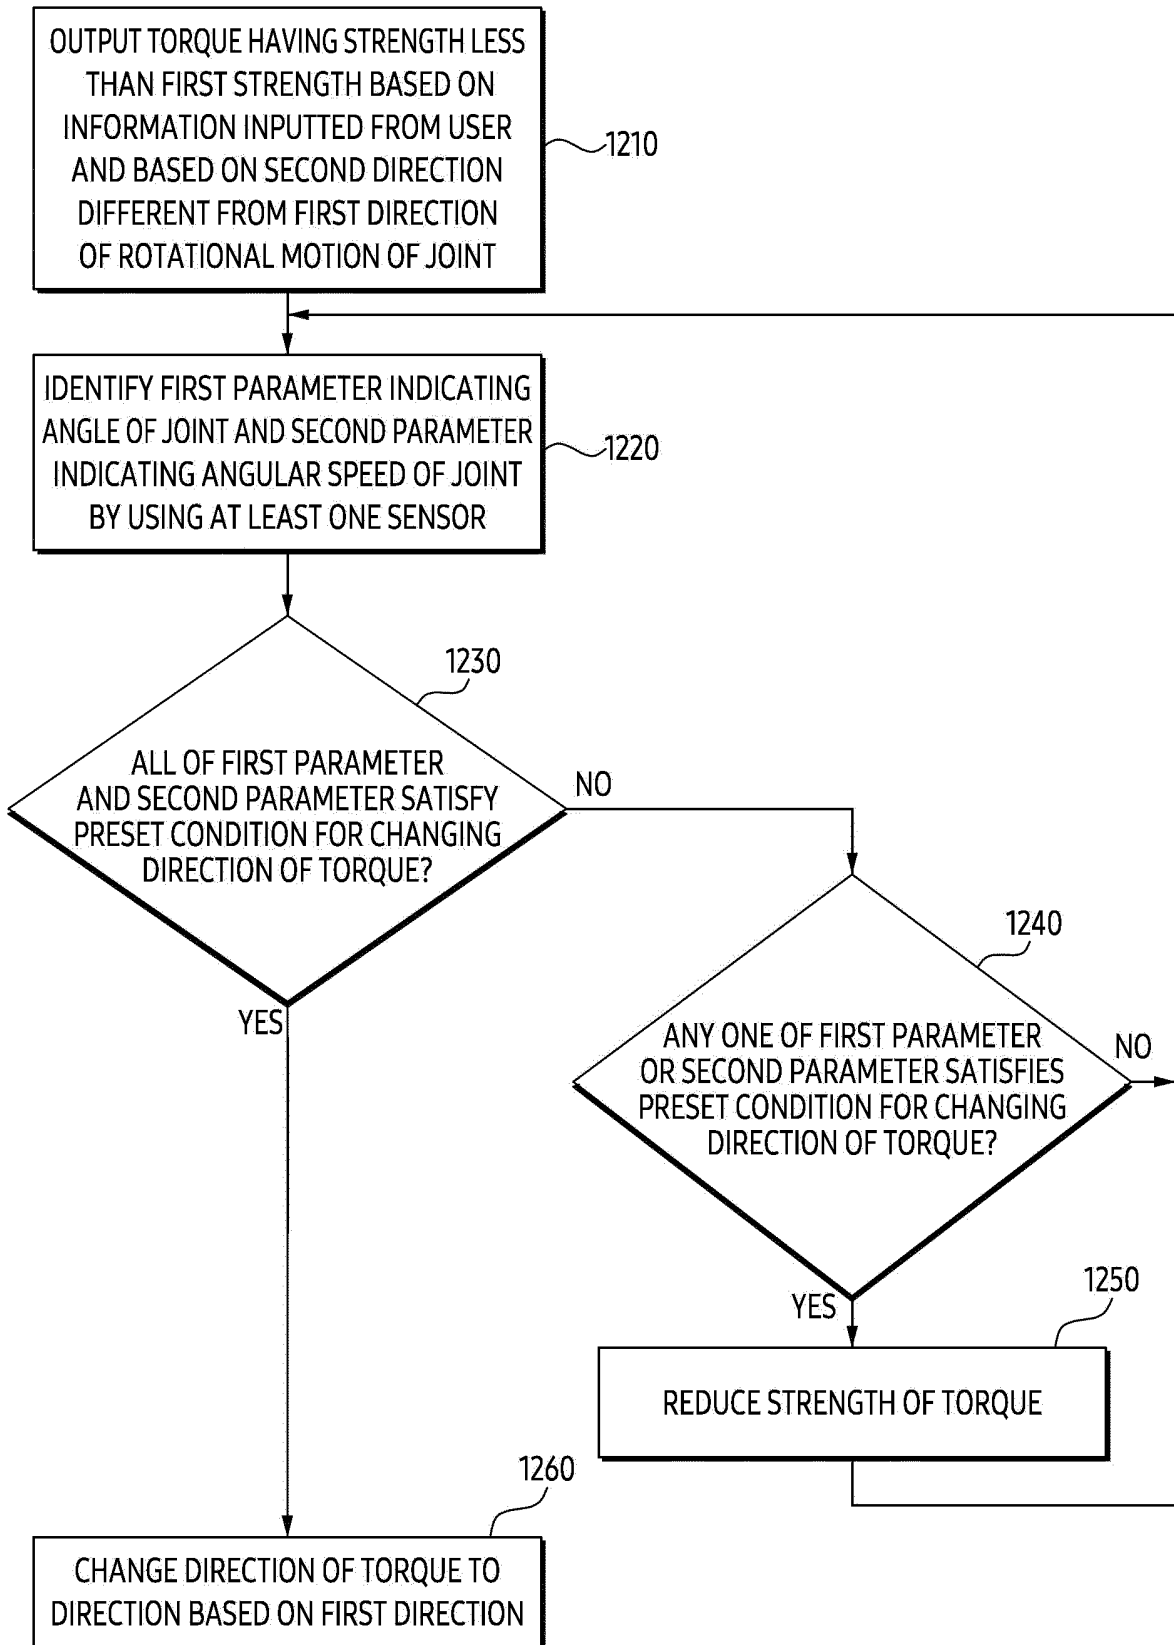 OUTPUT TORQUE HAVING STRENGTH LESS
THAN FIRST STRENGTH BASED ON
INFORMATION INPUTTED FROM USER
AND BASED ON SECOND DIRECTION
DIFFERENT FROM FIRST DIRECTION
OF ROTATIONAL MOTION OF JOINT
1210
IDENTIFY FIRST PARAMETER INDICATING
ANGLE OF JOINT AND SECOND PARAMETER
INDICATING ANGULAR SPEED OF JOINT
BY USING AT LEAST ONE SENSOR
1220
1230
ALL OF FIRST PARAMETER
AND SECOND PARAMETER SATISFY
PRESET CONDITION FOR CHANGING
DIRECTION OF TORQUE?
NO
YES
1240
ANY ONE OF FIRST PARAMETER
OR SECOND PARAMETER SATISFIES
PRESET CONDITION FOR CHANGING
DIRECTION OF TORQUE?
NO
YES
1250
REDUCE STRENGTH OF TORQUE
1260
CHANGE DIRECTION OF TORQUE TO
DIRECTION BASED ON FIRST DIRECTION